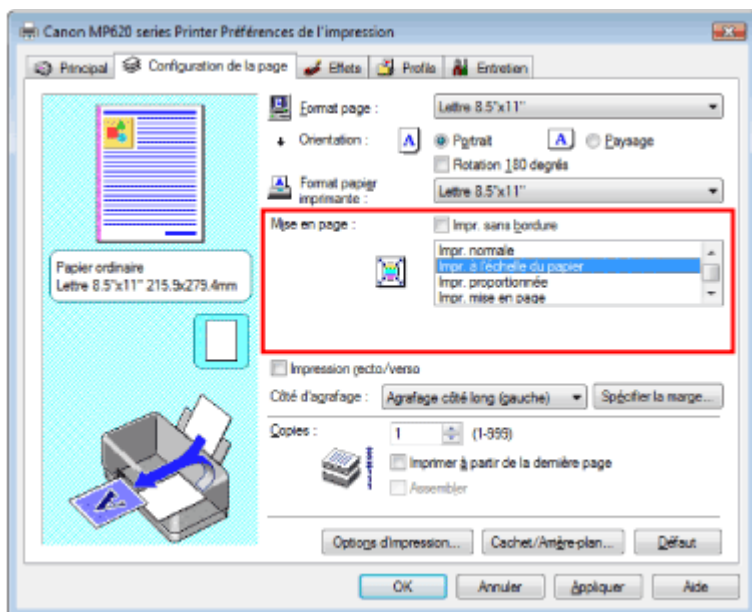 Canon MP620 series Printer Préférences de l'impression
Principal Configuration de la page Effets Profils Entretien
Format page : Lettre 8.5"x11"
Orientation : A Portrait A Paysage
Rotation 180 degrés
Format papier imprimante : Lettre 8.5"x11"
Mise en page : Impr. sans bordure
Impr. normale
Impr. à l'échelle du papier
Impr. proportionnée
Impr. mise en page
Papier ordinaire
Lettre 8.5"x11" 215.9x279.4mm
Impression recto/verso
Côté d'agrafage : Agrafage côté long (gauche) Spécifier la marge...
Copies : 1 (1-999)
Imprimer à partir de la dernière page
Assembler
Options d'impression... Cachet/Arrière-plan... Défaut
OK Annuler Appliquer Aide